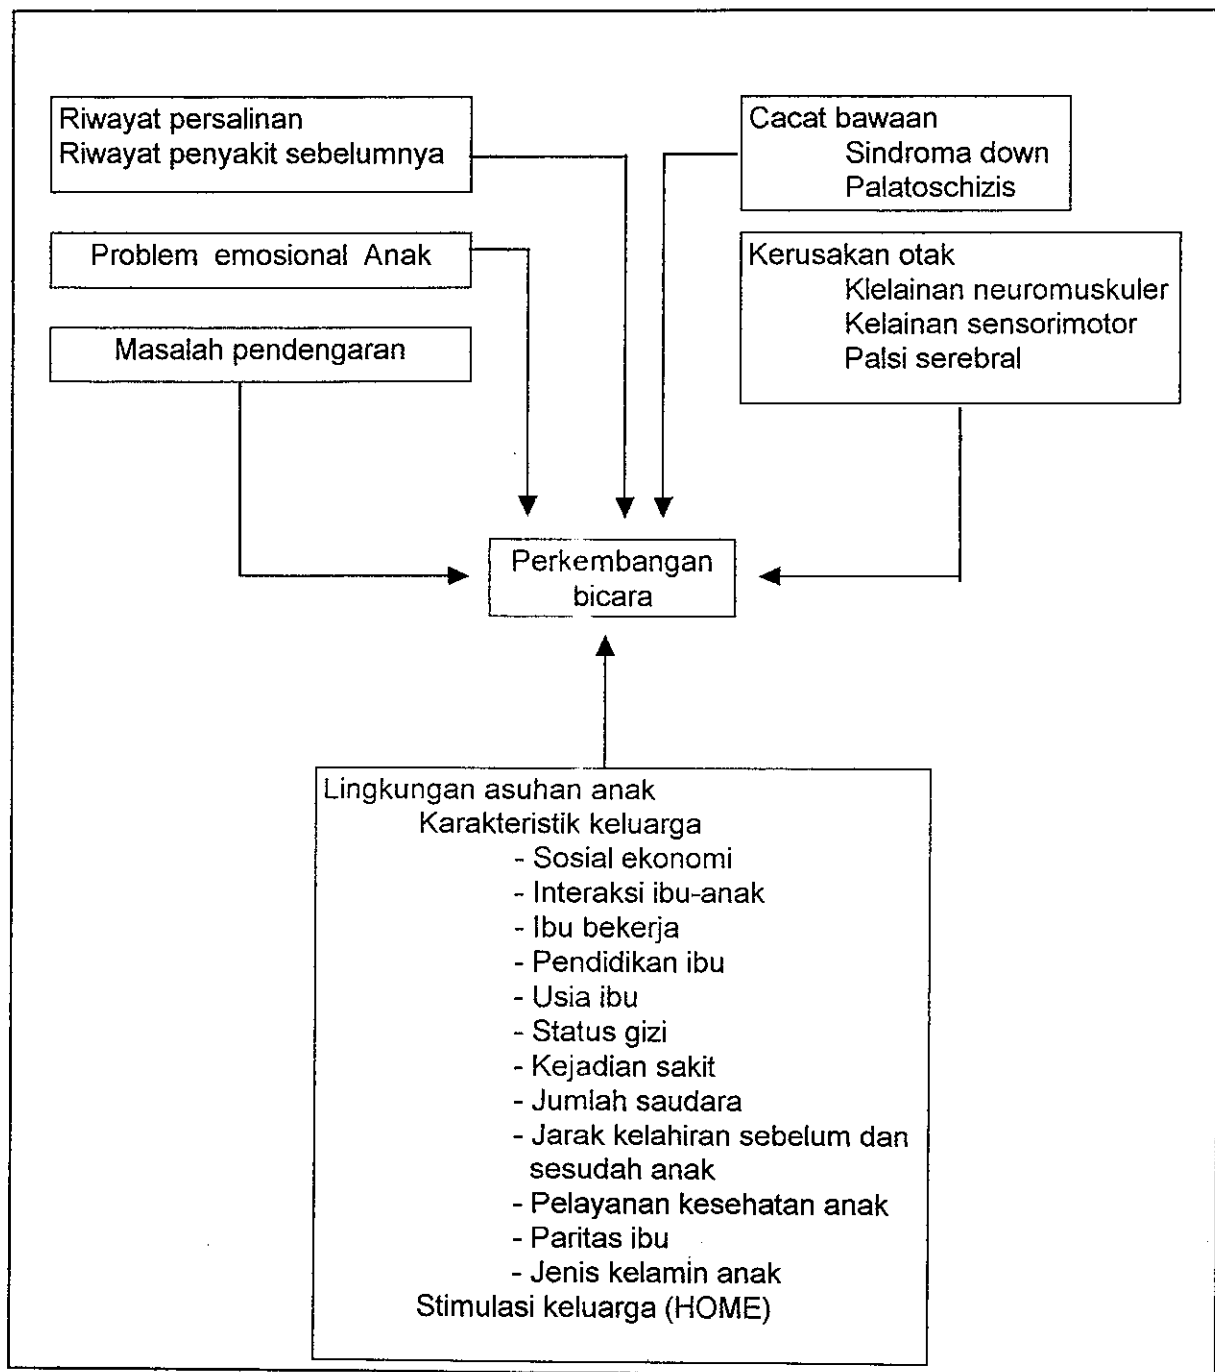 Riwayat persalinan
Riwayat penyakit sebelumnya
Problem emosional Anak
Masalah pendengaran
Cacat bawaan
Sindroma down
Palatoschizis
Kerusakan otak
Klelainan neuromuskuler
Kelainan sensorimotor
Palsi serebral
Perkembangan
bicara
Lingkungan asuhan anak
Karakteristik keluarga
- Sosial ekonomi
- Interaksi ibu-anak
- Ibu bekerja
- Pendidikan ibu
- Usia ibu
- Status gizi
- Kejadian sakit
- Jumlah saudara
- Jarak kelahiran sebelum dan
sesudah anak
- Pelayanan kesehatan anak
- Paritas ibu
- Jenis kelamin anak
Stimulasi keluarga (HOME)